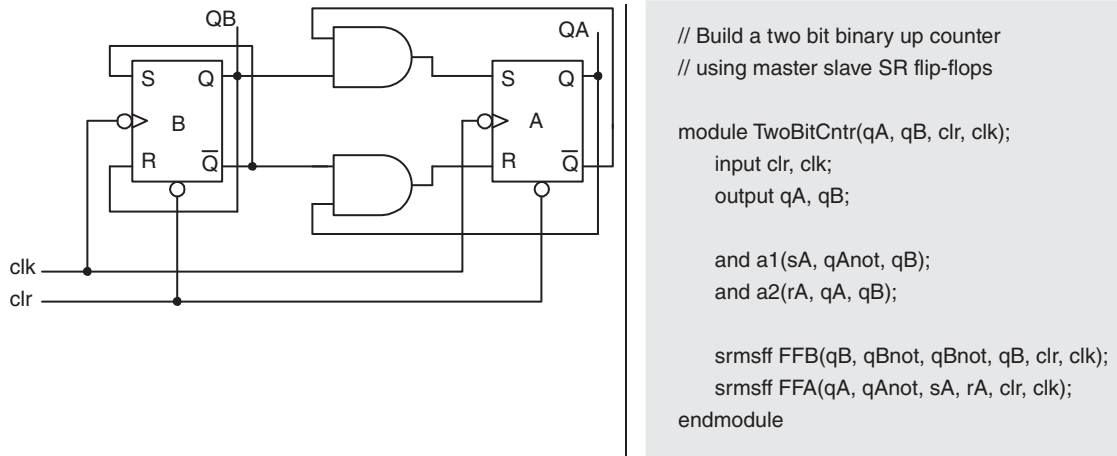 QB
QA
S
Q
B
R
Q
S
Q
A
R
Q
clk
clr
// Build a two bit binary up counter
// using master slave SR flip-flops
module TwoBitCntr(qA, qB, clr, clk);
input clr, clk;
output qA, qB;
and a1(sA, qAnot, qB);
and a2(rA, qA, qB);
srmsff FFB(qB, qBnot, qBnot, qB, clr, clk);
srmsff FFA(qA, qAnot, sA, rA, clr, clk);
endmodule